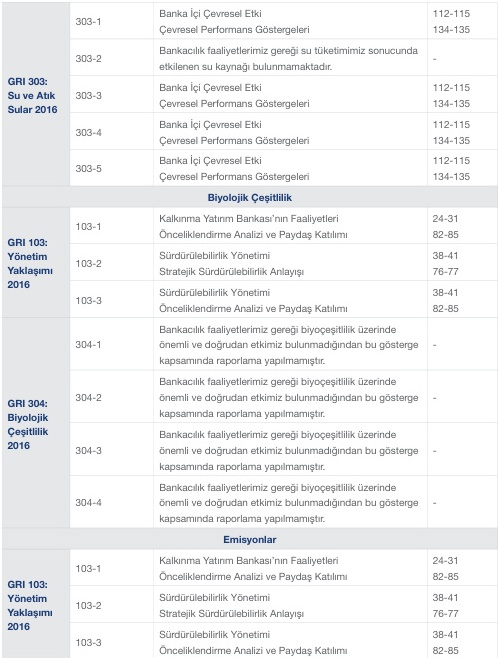 GRI 303:
Su ve Atık
Sular 2016
303-1
Banka İçi Çevresel Etki
Çevresel Performans Göstergeleri
112-115
134-135
303-2
Bankacılık faaliyetlerimiz gereği su tüketimimiz sonucunda
etkilenen su kaynağı bulunmamaktadır.
-
303-3
Banka İçi Çevresel Etki
Çevresel Performans Göstergeleri
112-115
134-135
303-4
Banka İçi Çevresel Etki
Çevresel Performans Göstergeleri
112-115
134-135
303-5
Banka İçi Çevresel Etki
Çevresel Performans Göstergeleri
112-115
134-135
Biyolojik Çeşitlilik
GRI 103:
Yönetim
Yaklaşımı
2016
103-1
Kalkınma Yatırım Bankası'nın Faaliyetleri
Önceliklendirme Analizi ve Paydaş Katılımı
24-31
82-85
103-2
Sürdürülebilirlik Yönetimi
Stratejik Sürdürülebilirlik Anlayışı
38-41
76-77
103-3
Sürdürülebilirlik Yönetimi
Önceliklendirme Analizi ve Paydaş Katılımı
38-41
82-85
GRI 304:
Biyolojik
Çeşitlilik
2016
304-1
Bankacılık faaliyetlerimiz gereği biyoçeşitlilik üzerinde
önemli ve doğrudan etkimiz bulunmadığından bu gösterge
kapsamında raporlama yapılmamıştır.
-
304-2
Bankacılık faaliyetlerimiz gereği biyoçeşitlilik üzerinde
önemli ve doğrudan etkimiz bulunmadığından bu gösterge
kapsamında raporlama yapılmamıştır.
-
304-3
Bankacılık faaliyetlerimiz gereği biyoçeşitlilik üzerinde
önemli ve doğrudan etkimiz bulunmadığından bu gösterge
kapsamında raporlama yapılmamıştır.
-
304-4
Bankacılık faaliyetlerimiz gereği biyoçeşitlilik üzerinde
önemli ve doğrudan etkimiz bulunmadığından bu gösterge
kapsamında raporlama yapılmamıştır.
-
Emisyonlar
GRI 103:
Yönetim
Yaklaşımı
2016
103-1
Kalkınma Yatırım Bankası'nın Faaliyetleri
Önceliklendirme Analizi ve Paydaş Katılımı
24-31
82-85
103-2
Sürdürülebilirlik Yönetimi
Stratejik Sürdürülebilirlik Anlayışı
38-41
76-77
103-3
Sürdürülebilirlik Yönetimi
Önceliklendirme Analizi ve Paydaş Katılımı
38-41
82-85